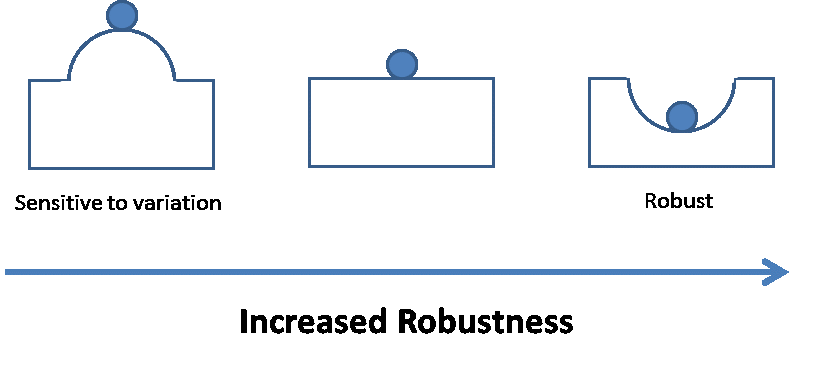 Sensitive to variation
Robust
Increased Robustness